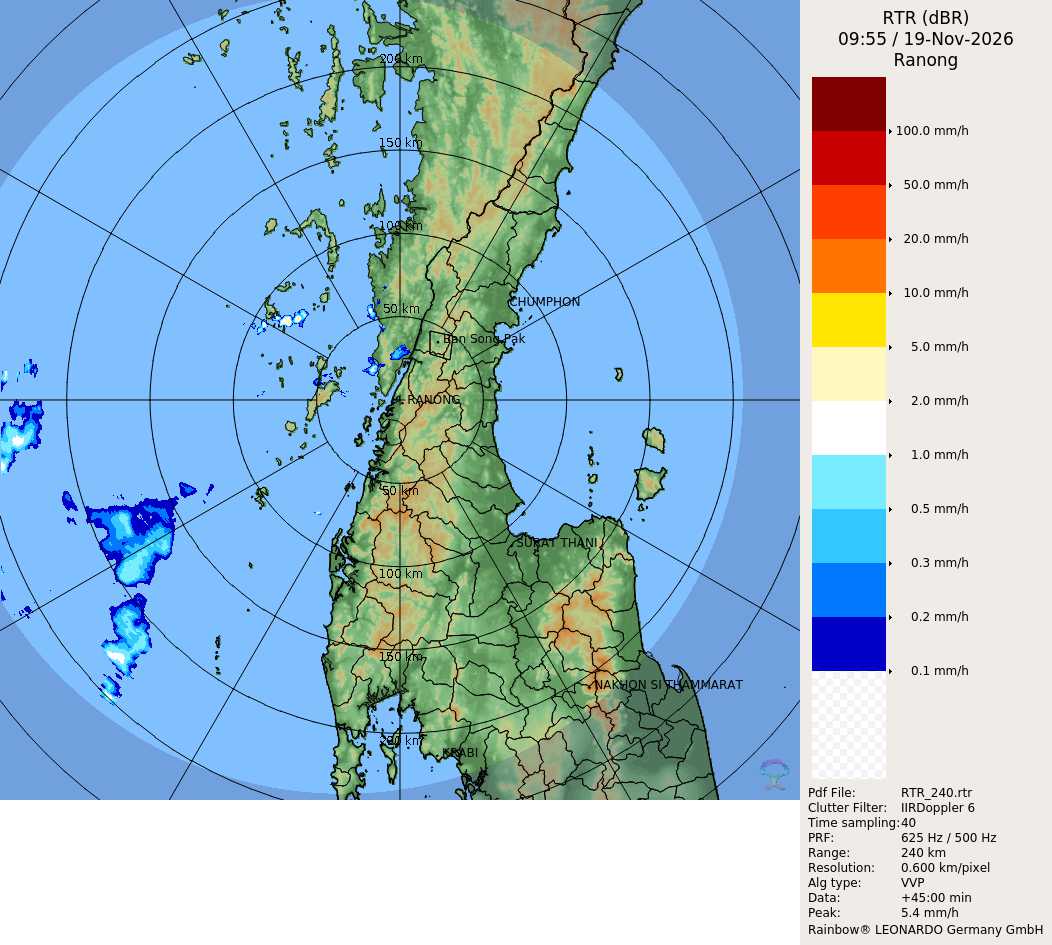 RTR (dBR)
09:55 / 19-Nov-2026
Ranong
100.0 mm/h
50.0 mm/h
20.0 mm/h
10.0 mm/h
5.0 mm/h
2.0 mm/h
1.0 mm/h
0.5 mm/h
0.3 mm/h
0.2 mm/h
0.1 mm/h
Pdf File: RTR_240.rtr
Clutter Filter: IIRDoppler 6
Time sampling: 40
PRF: 625 Hz / 500 Hz
Range: 240 km
Resolution: 0.600 km/pixel
Alg type: VVP
Data: +45:00 min
Peak: 5.4 mm/h
Rainbow® LEONARDO Germany GmbH
200 km
150 km
100 km
50 km
CHUMPHON
Ban Song Pak
RANONG
50 km
SURAT THANI
100 km
150 km
NAKHON SI THAMMARAT
200 km
KRABI